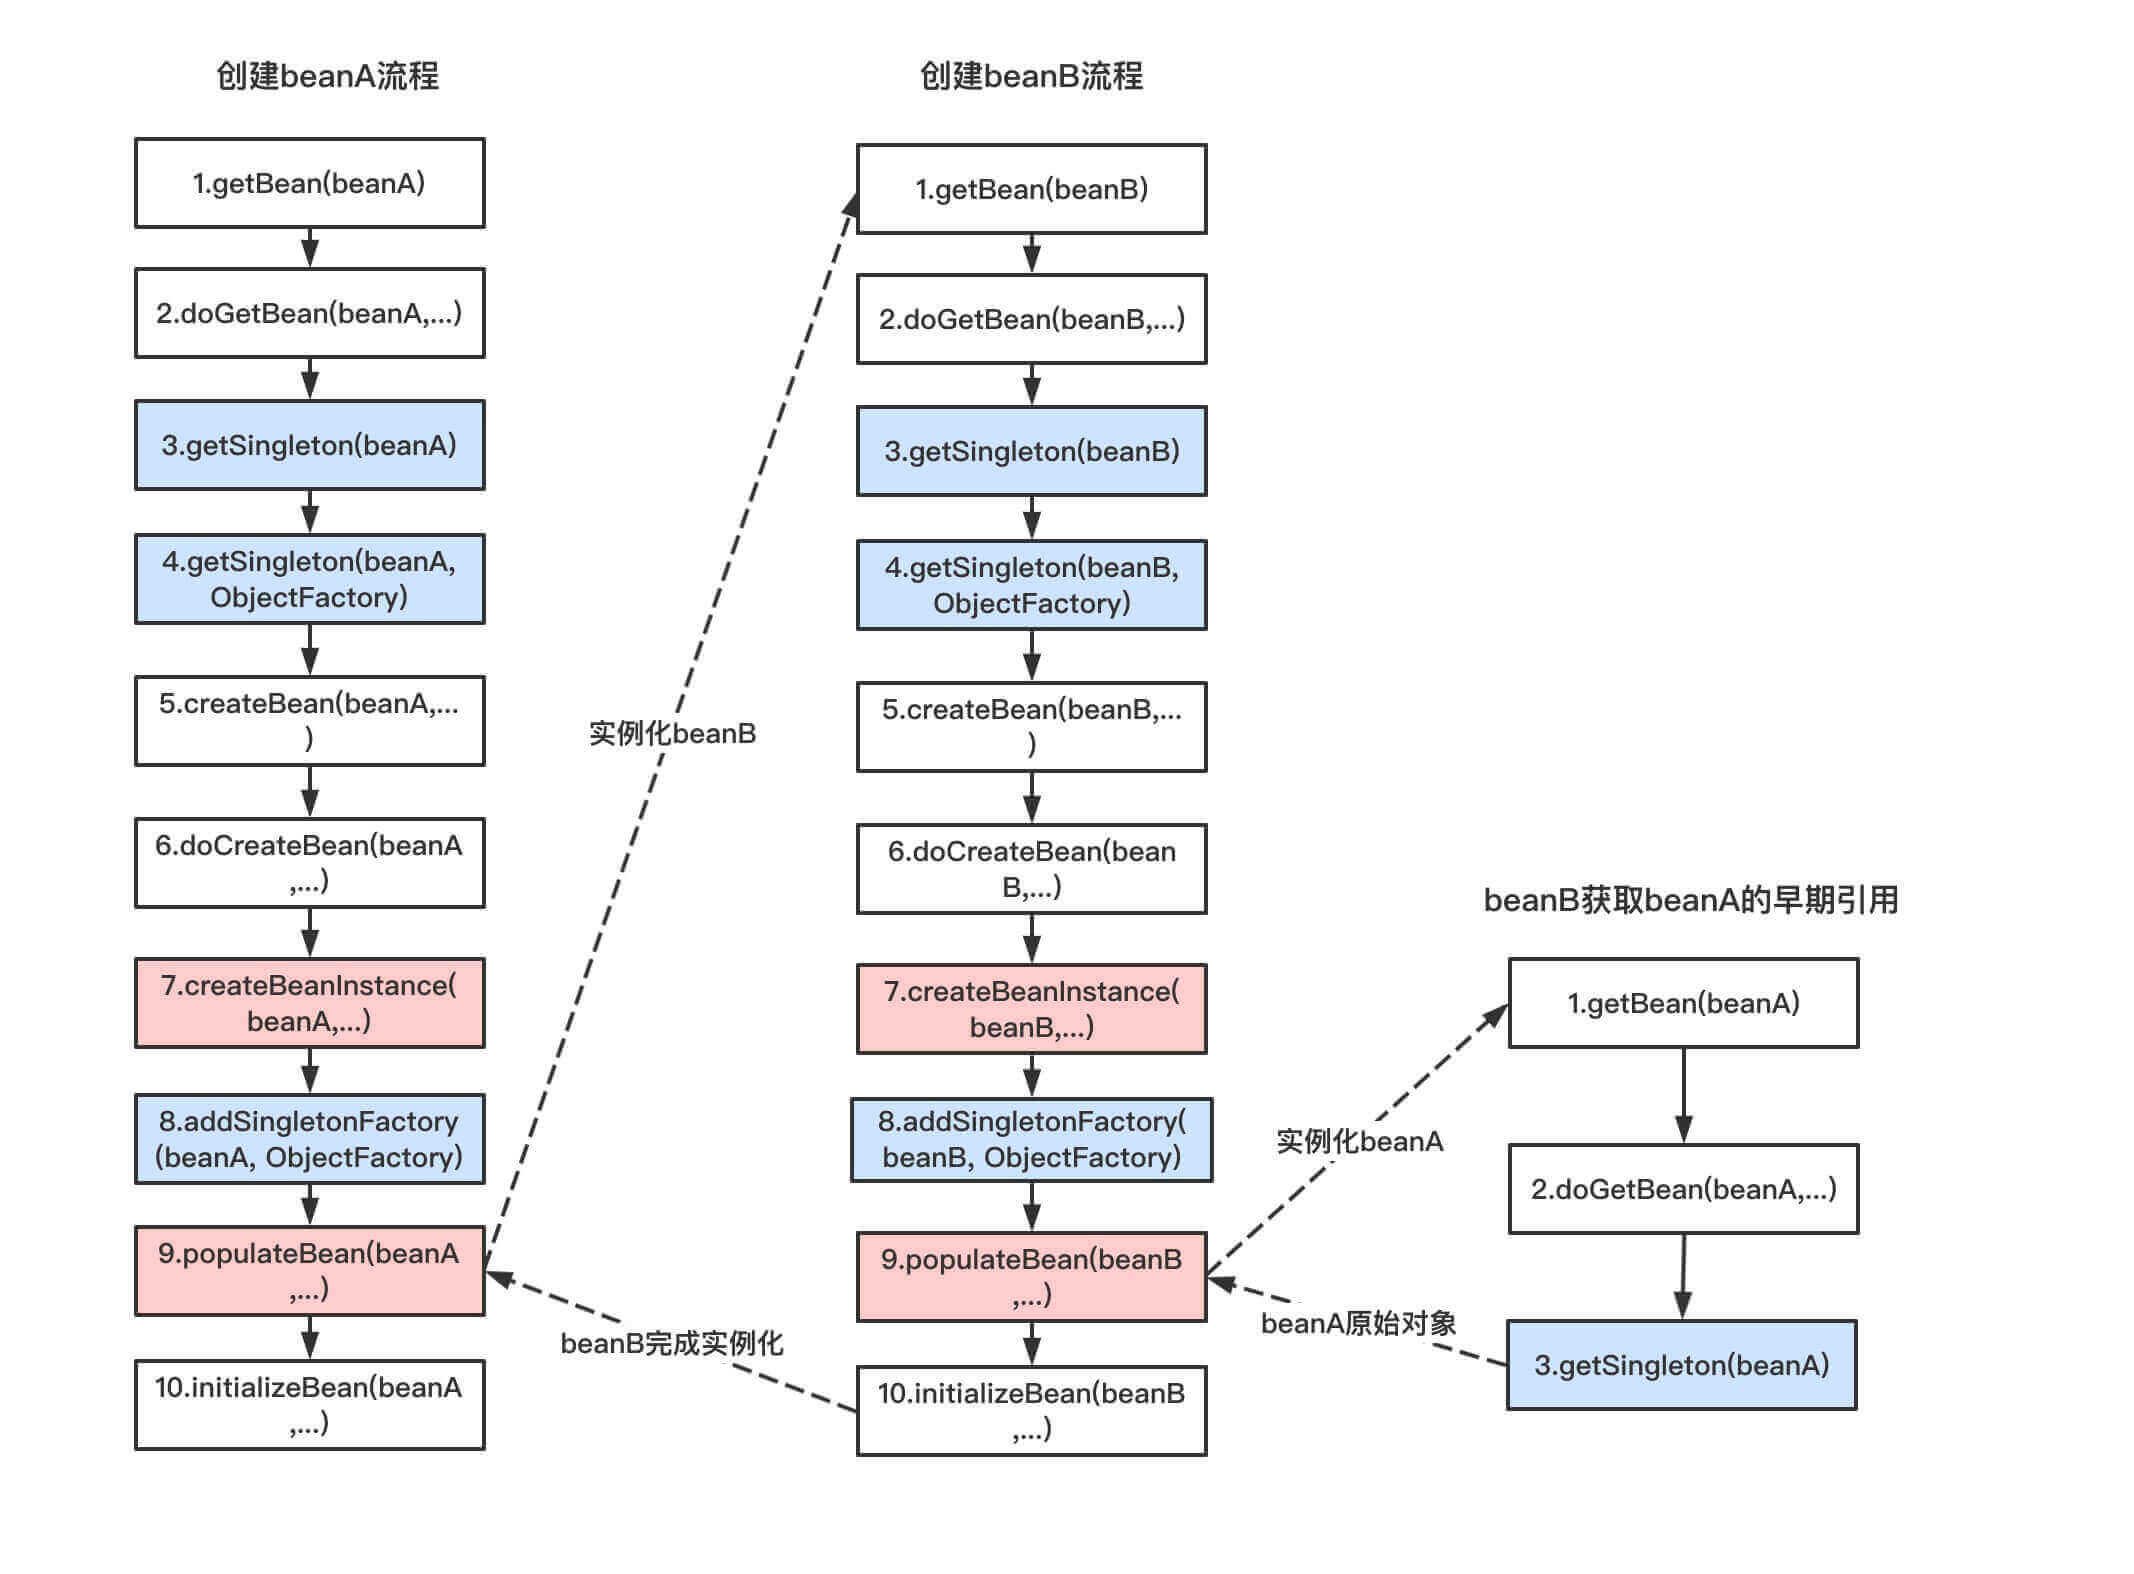 创建beanA流程
1.getBean(beanA)
2.doGetBean(beanA,...)
3.getSingleton(beanA)
4.getSingleton(beanA,
ObjectFactory)
5.createBean(beanA,...
)
6.doCreateBean(beanA
,...)
7.createBeanInstance(
beanA,...)
8.addSingletonFactory
(beanA, ObjectFactory)
9.populateBean(beanA
,...)
10.initializeBean(beanA
,...)
实例化beanB
beanB完成实例化
创建beanB流程
1.getBean(beanB)
2.doGetBean(beanB,...)
3.getSingleton(beanB)
4.getSingleton(beanB,
ObjectFactory)
5.createBean(beanB,...
)
6.doCreateBean(bean
B,...)
7.createBeanInstance(
beanB,...)
8.addSingletonFactory(
beanB, ObjectFactory)
9.populateBean(beanB
,...)
10.initializeBean(beanB
,...)
实例化beanA
beanA原始对象
beanB获取beanA的早期引用
1.getBean(beanA)
2.doGetBean(beanA,...)
3.getSingleton(beanA)